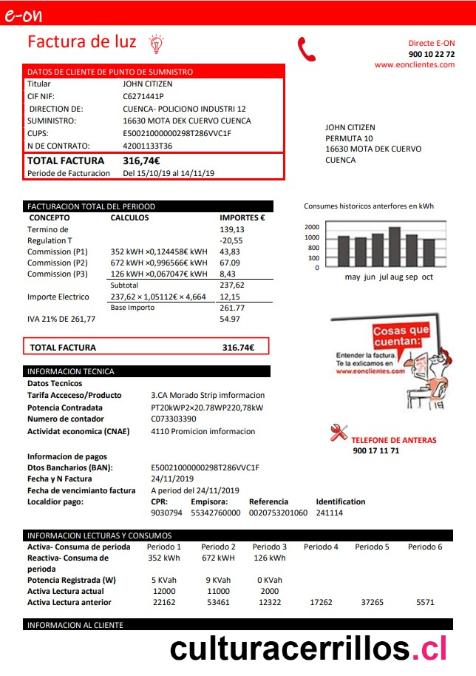 e-on
Factura de luz
Directe E-ON
900 10 22 72
www.eonclientes.com
DATOS DE CLIENTE DE PUNTO DE SUMNISTRO
Titular JOHN CITIZEN
CIF NIF: C6271441P
DIRECTION DE: CUENCA- POLICIONO INDUSTRI 12
SUMINISTRO: 16630 MOTA DEK CUERVO CUENCA
CUPS: ES0021000000298T286VVC1F
N DE CONTRATO: 42001133T36
TOTAL FACTURA 316,74€
Periode de Facturacion Del 15/10/19 al 14/11/19
JOHN CITIZEN
PERMUTA 10
16630 MOTA DEK CUERVO
CUENCA
FACTURACION TOTAL DEL PERIOOD
CONCEPTO CALCULOS IMPORTES €
Termino de 139,13
Regulation T -20,55
Commission (P1) 352 kWH ×0,124458€ kWH 43,83
Commission (P2) 672 kWH ×0,996566€ kWH 67.09
Commission (P3) 126 kWH ×0,067047€ kWH 8,43
Subtotal 237,62
Importe Electrico 237,62 × 1,05112€ × 4,664 12,15
Base Importo 261.77
IVA 21% DE 261,77 54.97
TOTAL FACTURA 316.74€
Consumes historicos anterfores en kWh
2000
1000
800
300
0
may jun jul aug sep oct
Cosas que
cuentan:
Entender la factura.
Te la exlicamos en
www.eonclientes.com
INFORMACION TECNICA
Datos Tecnicos
Tarifa Acceceso/Producto 3.CA Morado Strip imformacion
Potencia Contradata PT20kWP2×20.78WP220,78kW
Numero de contador C073303390
Activìdat economica (CNAE) 4110 Promicion imformacion
TELEFONE DE ANTERAS
900 17 11 71
Informacion de pagos
Dtos Bancharios (BAN): ES0021000000298T286VVC1F
Fecha y N Factura 24/11/2019
Fecha de vencimianto factura A period del 24/11/2019
Localdior pago: CPR: Empisora: Referencia Identification
9030794 55342760000 0020753201060 241114
INFORMACION LECTURAS Y CONSUMOS
Activa- Consuma de perioda Periodo 1 Periodo 2 Periodo 3 Periodo 4 Periodo 5 Periodo 6
Reactiva- Consuma de perioda 352 kWH 672 kWH 126 kWH
Potencia Registrada (W) 5 KVah 9 KVah 0 KVah
Activa Lectura actual 12000 11000 2000
Activa Lectura anterior 22162 53461 12322 17262 37265 5571
INFORMACION AL CLIENTE
culturacerrillos.cl